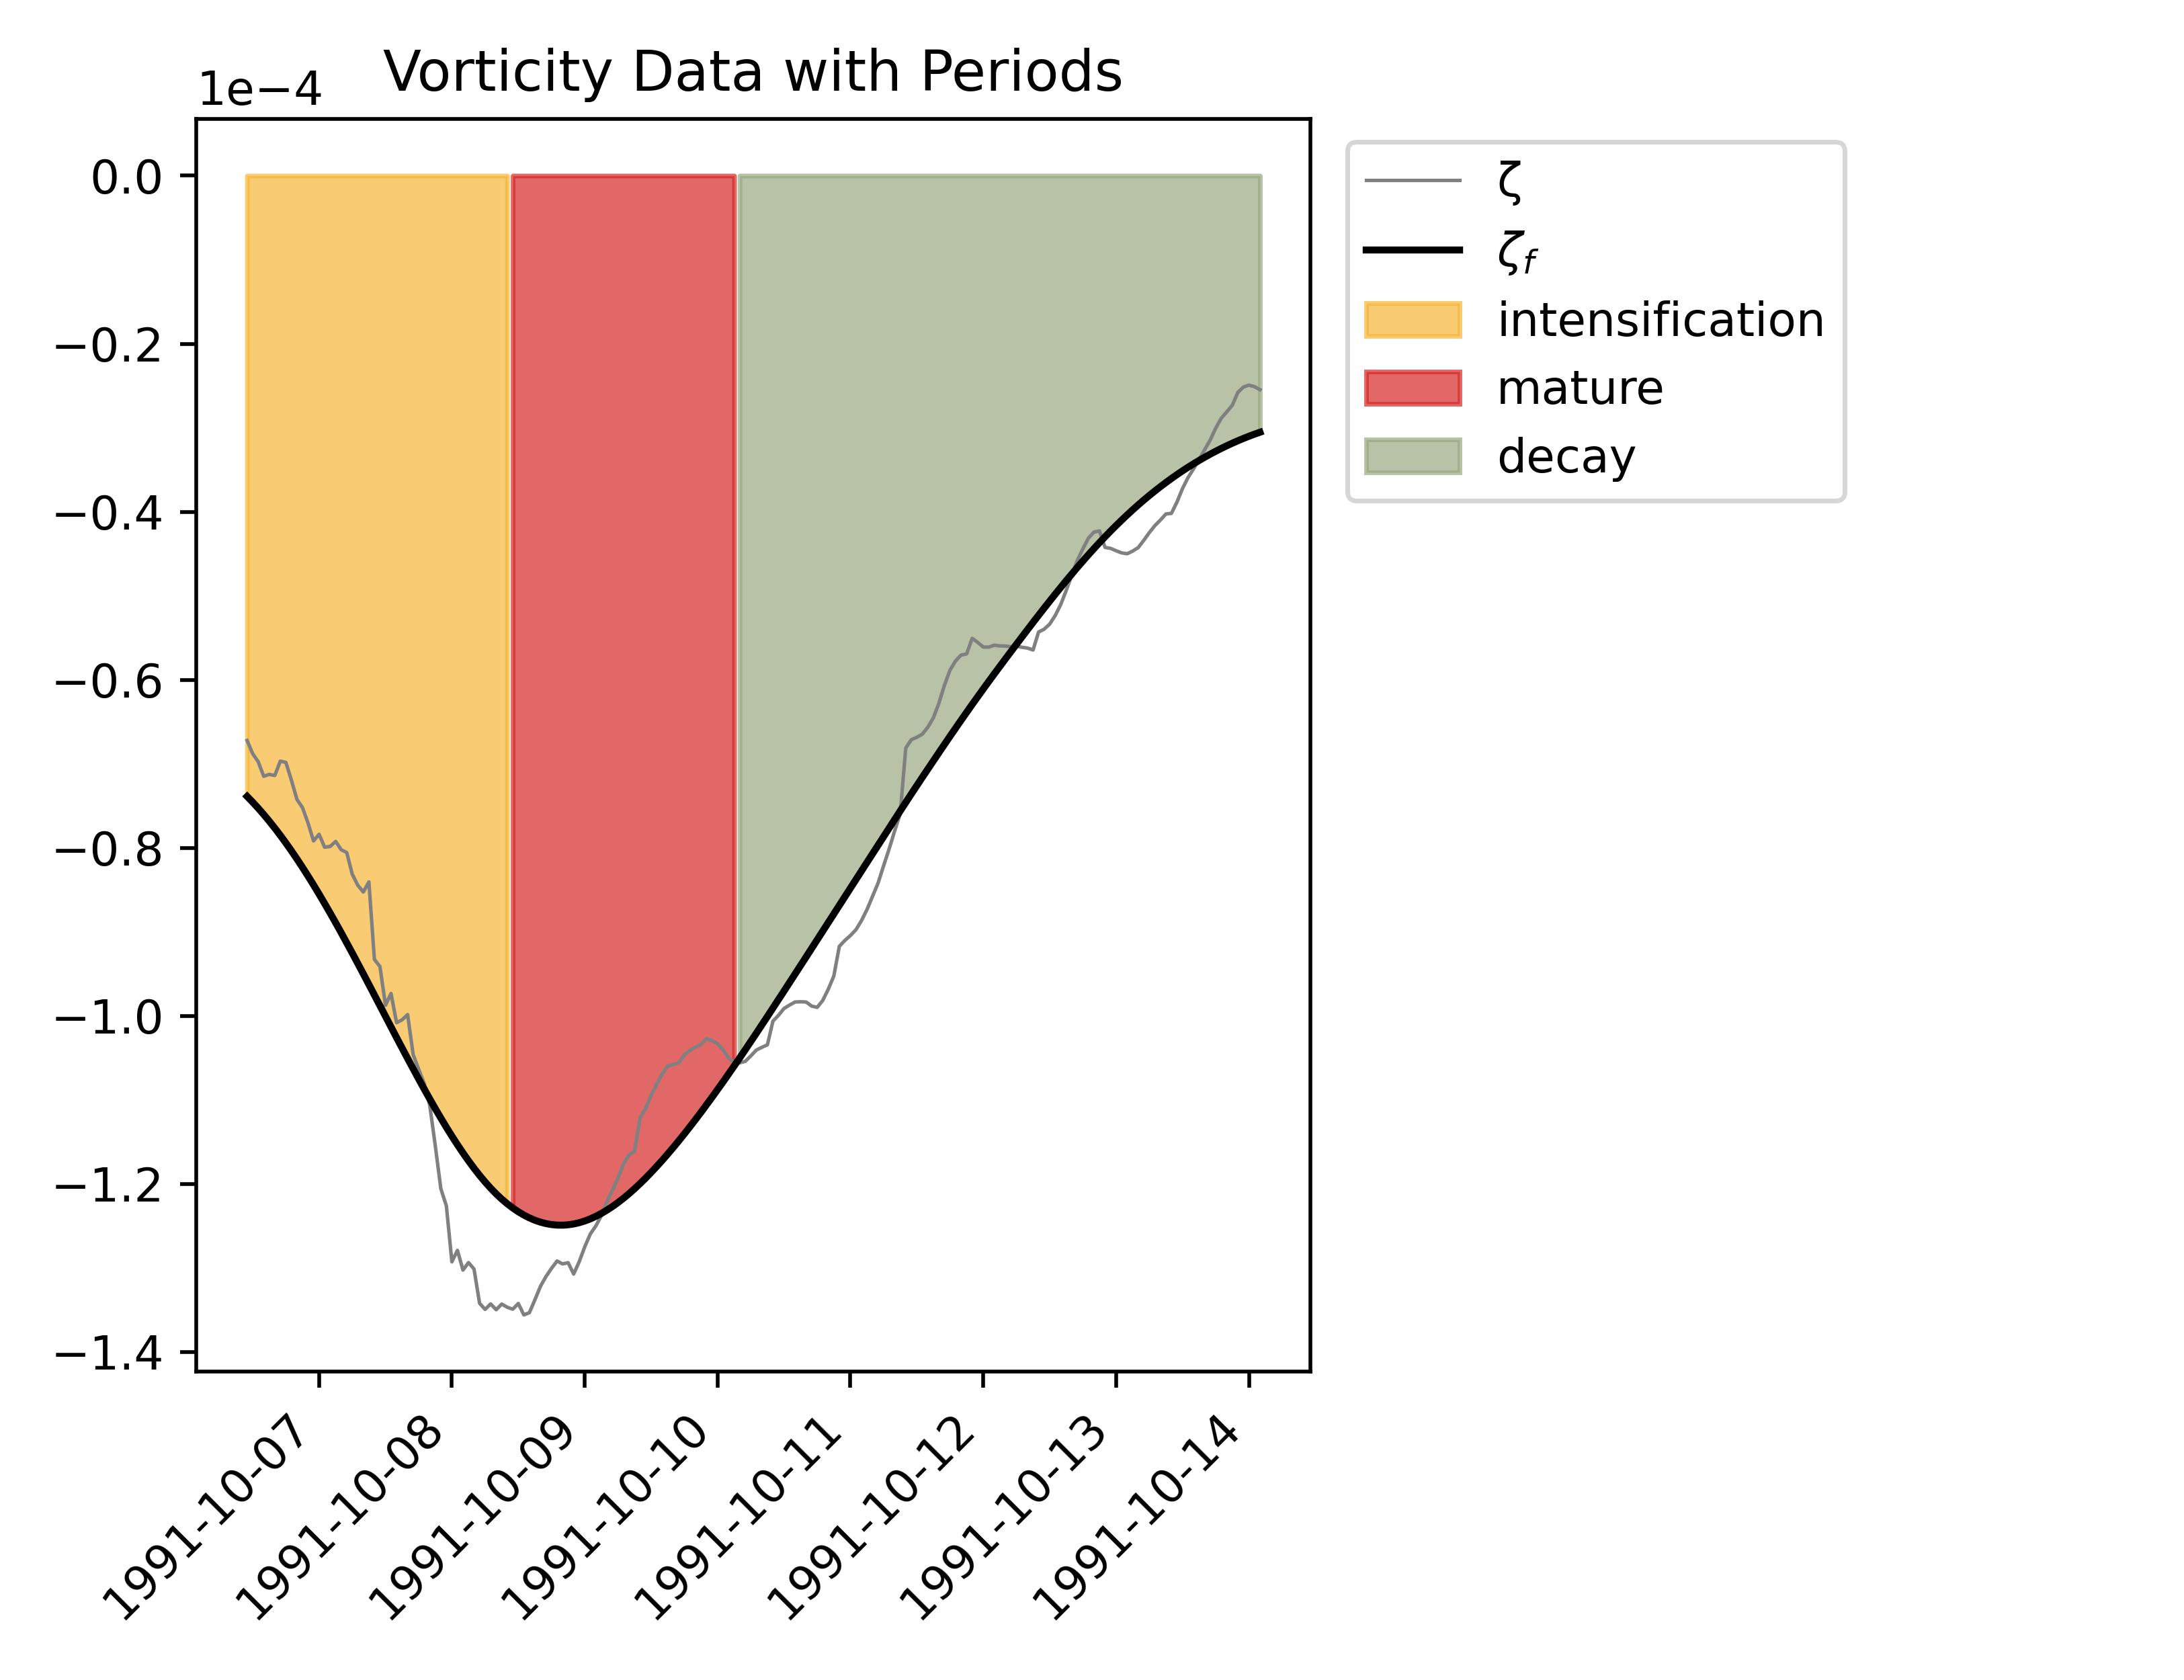 Vorticity Data with Periods
1e−4
0.0
−0.2
−0.4
−0.6
−0.8
−1.0
−1.2
−1.4
1991-10-07
1991-10-08
1991-10-09
1991-10-10
1991-10-11
1991-10-12
1991-10-13
1991-10-14
ζ
ζf
intensification
mature
decay